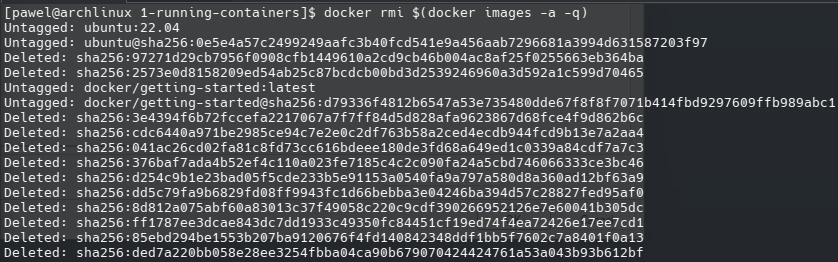 [pawel@archlinux 1-running-containers]$ docker rmi $(docker images -a -q)
Untagged: ubuntu:22.04
Untagged: ubuntu@sha256:0e5e4a57c2499249aafc3b40fcd541e9a456aab7296681a3994d631587203f97
Deleted: sha256:97271d29cb7956f0908cfb1449610a2cd9cb46b004ac8af25f0255663eb364ba
Deleted: sha256:2573e0d8158209ed54ab25c87bcdcb00bd3d2539246960a3d592a1c599d70465
Untagged: docker/getting-started:latest
Untagged: docker/getting-started@sha256:d79336f4812b6547a53e735480dde67f8f8f7071b414fbd9297609ffb989abc1
Deleted: sha256:3e4394f6b72fccefa2217067a7f7ff84d5d828afa9623867d68fce4f9d862b6c
Deleted: sha256:cdc6440a971be2985ce94c7e2e0c2df763b58a2ced4ecdb944fcd9b13e7a2aa4
Deleted: sha256:041ac26cd02fa81c8fd73cc616bdeee180de3fd68a649ed1c0339a84cdf7a7c3
Deleted: sha256:376baf7ada4b52ef4c110a023fe7185c4c2c090fa24a5cbd746066333ce3bc46
Deleted: sha256:d254c9b1e23bad05f5cde233b5e91153a0540fa9a797a580d8a360ad12bf63a9
Deleted: sha256:dd5c79fa9b6829fd08ff9943fc1d66bebba3e04246ba394d57c28827fed95af0
Deleted: sha256:8d812a075abf60a83013c37f49058c220c9cdf390266952126e7e60041b305dc
Deleted: sha256:ff1787ee3dcae843dc7dd1933c49350fc84451cf19ed74f4ea72426e17ee7cd1
Deleted: sha256:85ebd294be1553b207ba9120676f4fd140842348ddf1bb5f7602c7a8401f0a13
Deleted: sha256:ded7a220bb058e28ee3254fbba04ca90b679070424424761a53a043b93b612bf